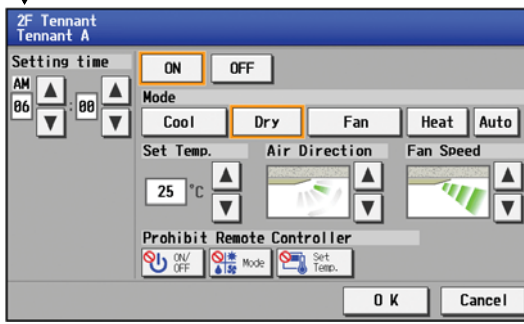 2F Tennant
Tennant A
Setting time
AM
06 : 00
ON OFF
Mode
Cool Dry Fan Heat Auto
Set Temp. Air Direction Fan Speed
25 °C
Prohibit Remote Controller
ON/OFF Mode Set Temp.
OK Cancel